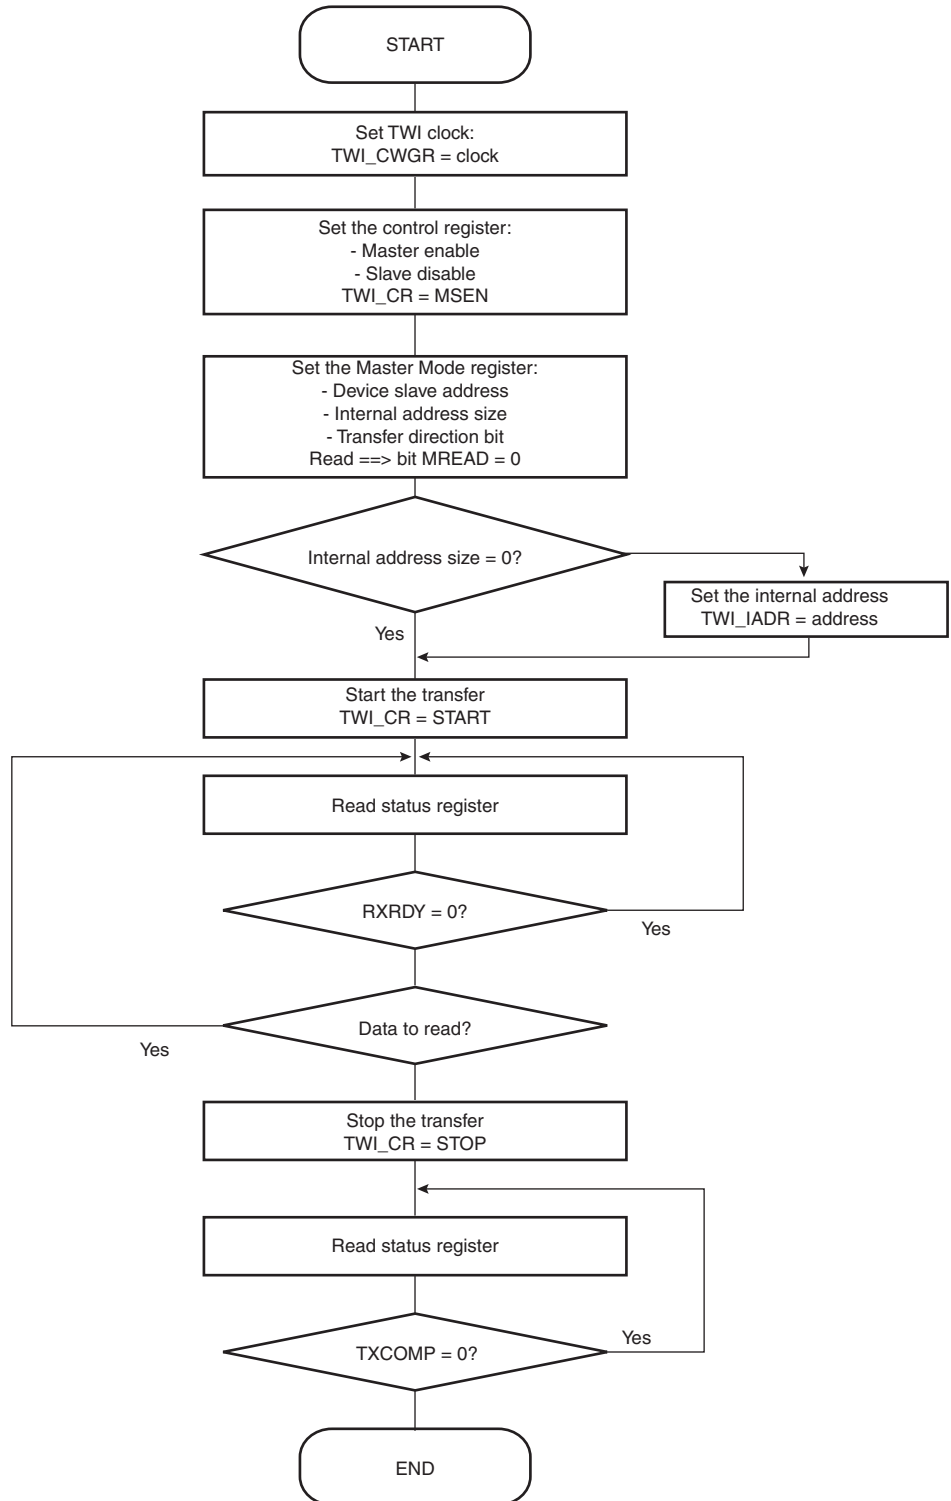 START
Set TWI clock:
TWI_CWGR = clock
Set the control register:
- Master enable
- Slave disable
TWI_CR = MSEN
Set the Master Mode register:
- Device slave address
- Internal address size
- Transfer direction bit
Read ==> bit MREAD = 0
Internal address size = 0?
Set the internal address
TWI_IADR = address
Yes
Start the transfer
TWI_CR = START
Read status register
RXRDY = 0?
Yes
Data to read?
Yes
Stop the transfer
TWI_CR = STOP
Read status register
Yes
TXCOMP = 0?
END